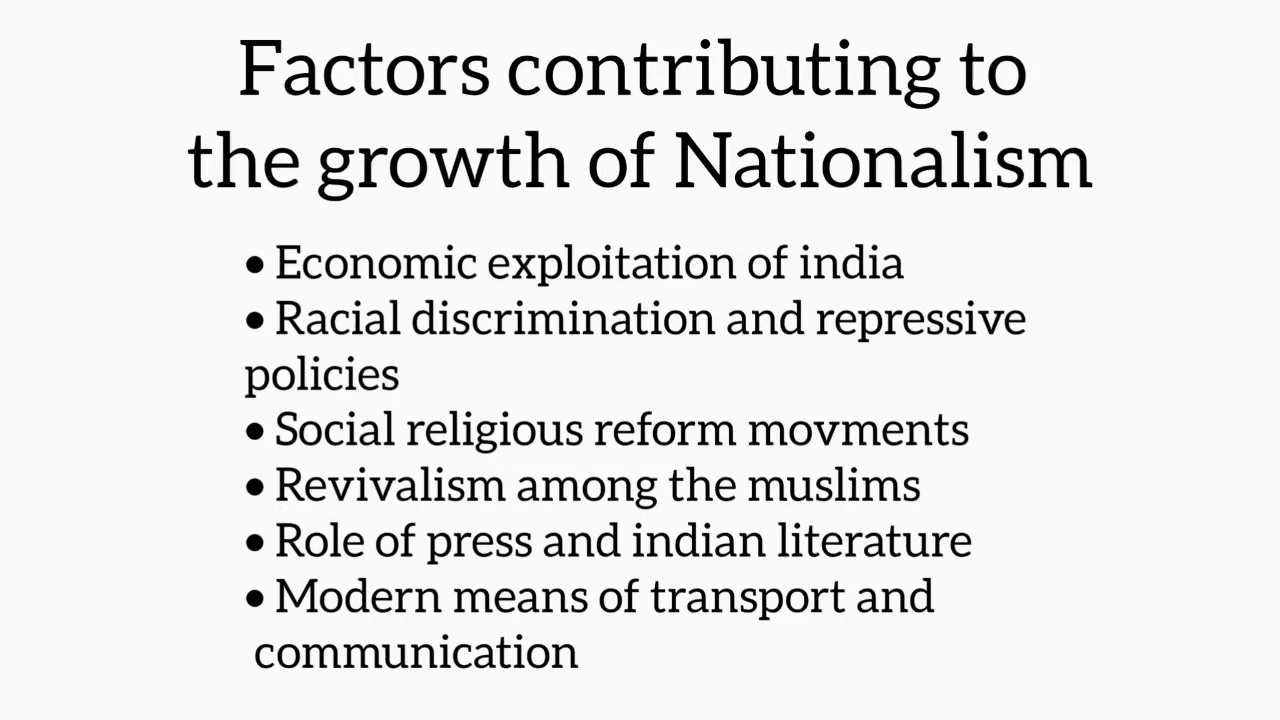 Factors contributing to
the growth of Nationalism
• Economic exploitation of india
• Racial discrimination and repressive
policies
• Social religious reform movments
• Revivalism among the muslims
• Role of press and indian literature
• Modern means of transport and
communication